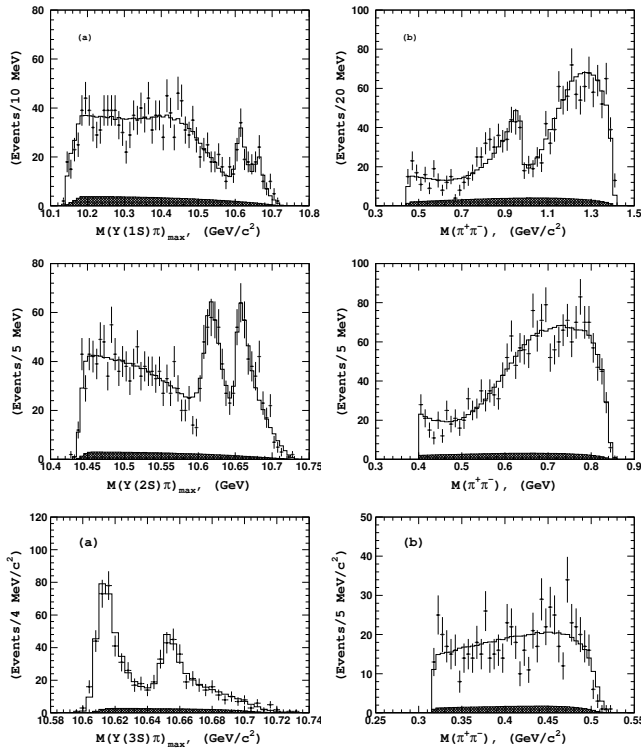 (a)
(Events/10 MeV)
80
60
40
20
0
10.1 10.2 10.3 10.4 10.5 10.6 10.7 10.8
M(Y(1S)π)max, (GeV/c²)
(b)
(Events/20 MeV)
100
80
60
40
20
0
0.3 0.5 0.7 0.9 1.1 1.3 1.5
M(π⁺π⁻), (GeV/c²)
(Events/5 MeV)
80
60
40
20
0
10.4 10.45 10.5 10.55 10.6 10.65 10.7 10.75
M(Y(2S)π)max, (GeV)
(Events/5 MeV)
100
80
60
40
20
0
0.3 0.4 0.5 0.6 0.7 0.8 0.9
M(π⁺π⁻), (GeV)
(a)
(Events/4 MeV/c²)
120
100
80
60
40
20
0
10.58 10.6 10.62 10.64 10.66 10.68 10.7 10.72 10.74
M(Y(3S)π)max, (GeV/c²)
(b)
(Events/5 MeV/c²)
50
40
30
20
10
0
0.25 0.3 0.35 0.4 0.45 0.5 0.55
M(π⁺π⁻), (GeV/c²)